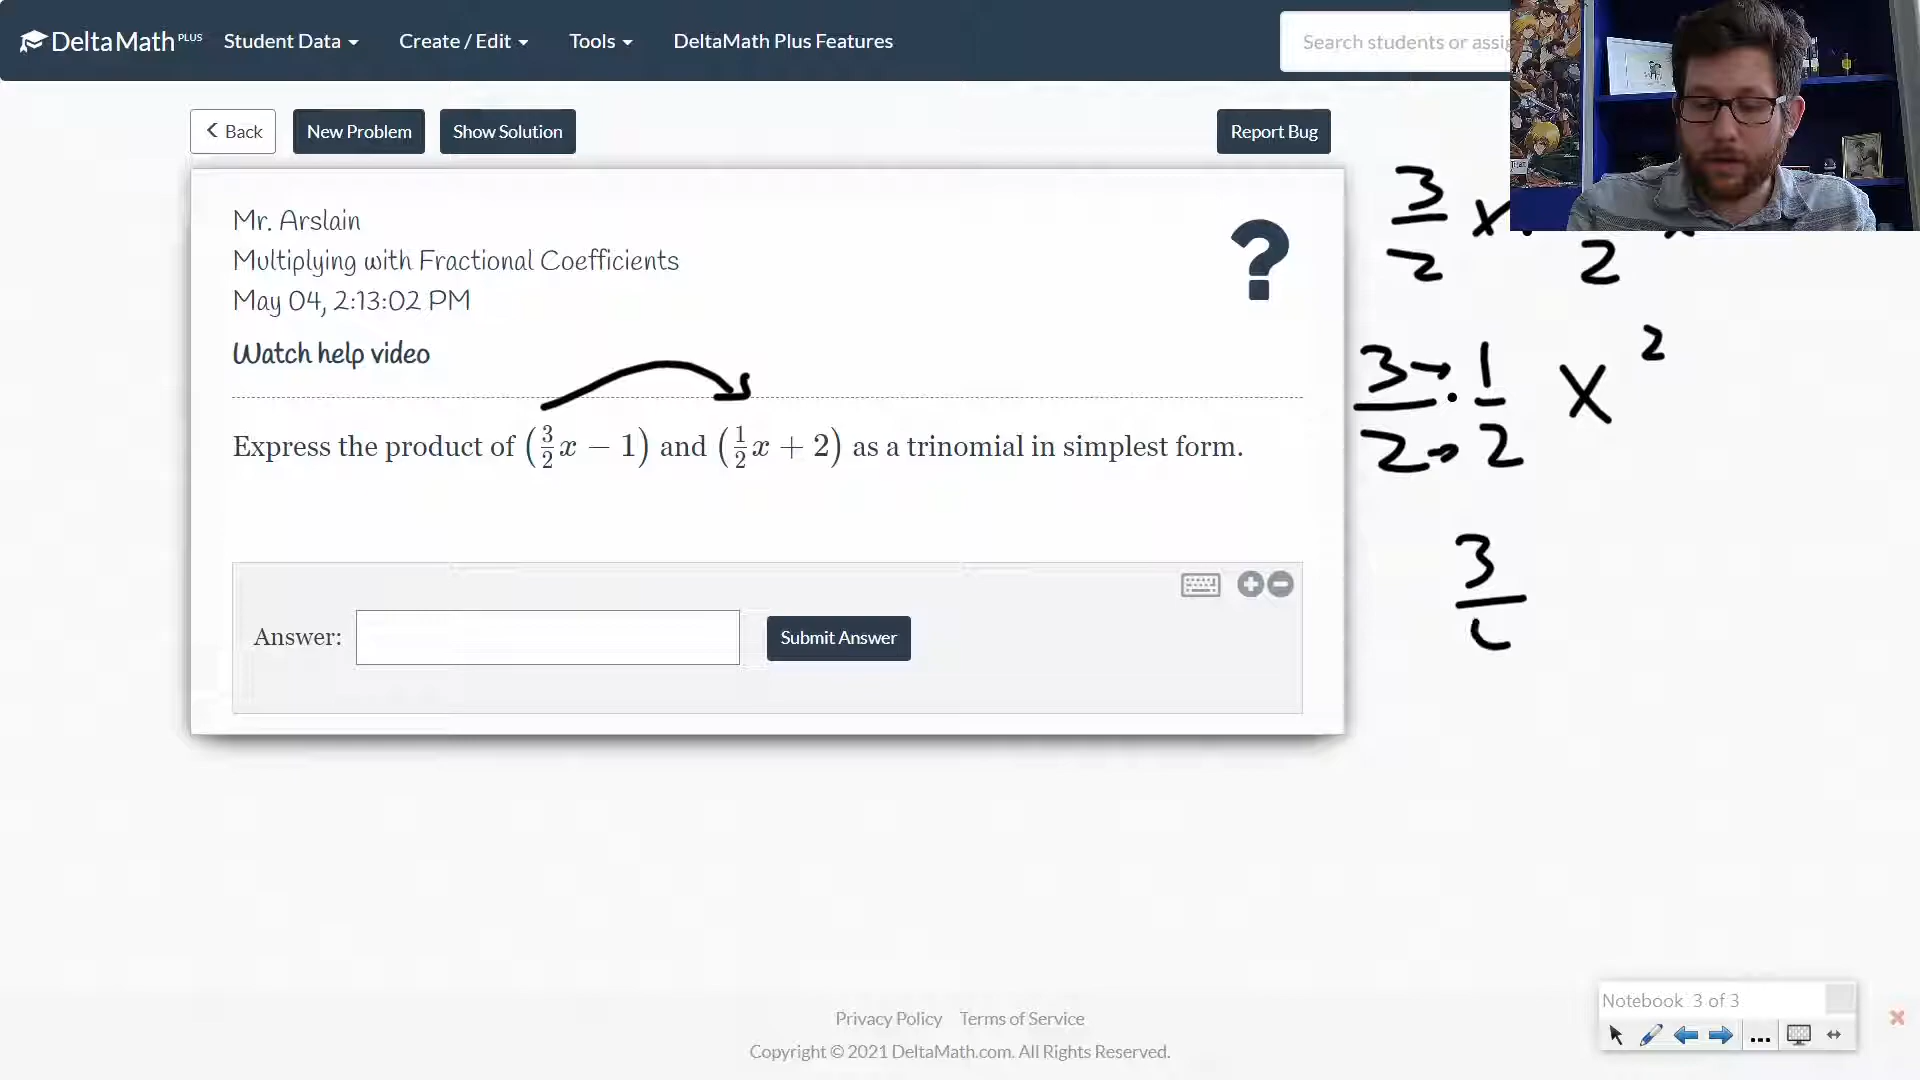 DeltaMath PLUS Student Data Create / Edit Tools DeltaMath Plus Features Search students or assig
Back New Problem Show Solution Report Bug
Mr. Arslain
Multiplying with Fractional Coefficients
May 04, 2:13:02 PM
Watch help video
?
Express the product of (3/2 x − 1) and (1/2 x + 2) as a trinomial in simplest form.
Answer: Submit Answer
3/2 x · /2
3/2 · 1/2 x²
3
Notebook 3 of 3
Privacy Policy Terms of Service
Copyright © 2021 DeltaMath.com. All Rights Reserved.